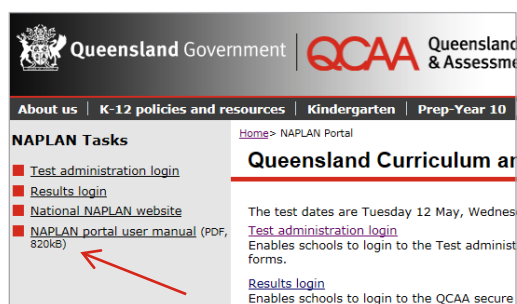 Queensland Government
QCAA
Queensland
& Assessme
About us | K-12 policies and resources | Kindergarten | Prep-Year 10
NAPLAN Tasks
Test administration login
Results login
National NAPLAN website
NAPLAN portal user manual (PDF,
820kB)
Home> NAPLAN Portal
Queensland Curriculum an
The test dates are Tuesday 12 May, Wednes
Test administration login
Enables schools to login to the Test administ
forms.
Results login
Enables schools to login to the QCAA secure